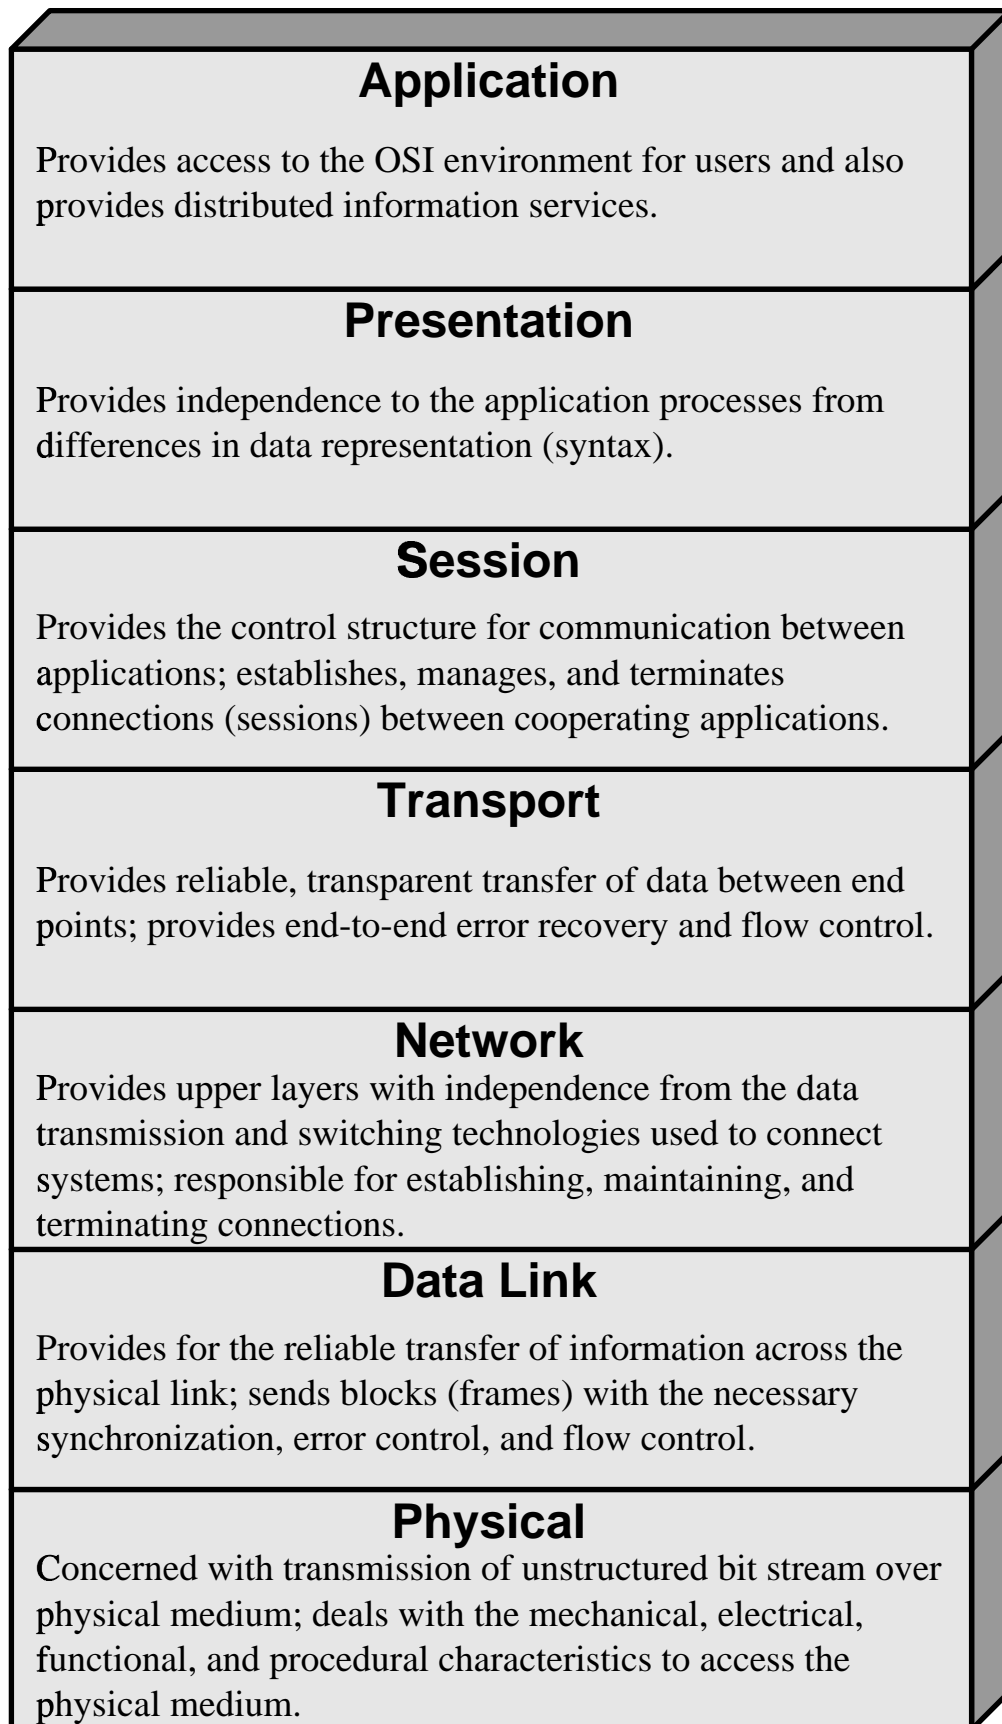 Application
Provides access to the OSI environment for users and also
provides distributed information services.
Presentation
Provides independence to the application processes from
differences in data representation (syntax).
Session
Provides the control structure for communication between
applications; establishes, manages, and terminates
connections (sessions) between cooperating applications.
Transport
Provides reliable, transparent transfer of data between end
points; provides end-to-end error recovery and flow control.
Network
Provides upper layers with independence from the data
transmission and switching technologies used to connect
systems; responsible for establishing, maintaining, and
terminating connections.
Data Link
Provides for the reliable transfer of information across the
physical link; sends blocks (frames) with the necessary
synchronization, error control, and flow control.
Physical
Concerned with transmission of unstructured bit stream over
physical medium; deals with the mechanical, electrical,
functional, and procedural characteristics to access the
physical medium.